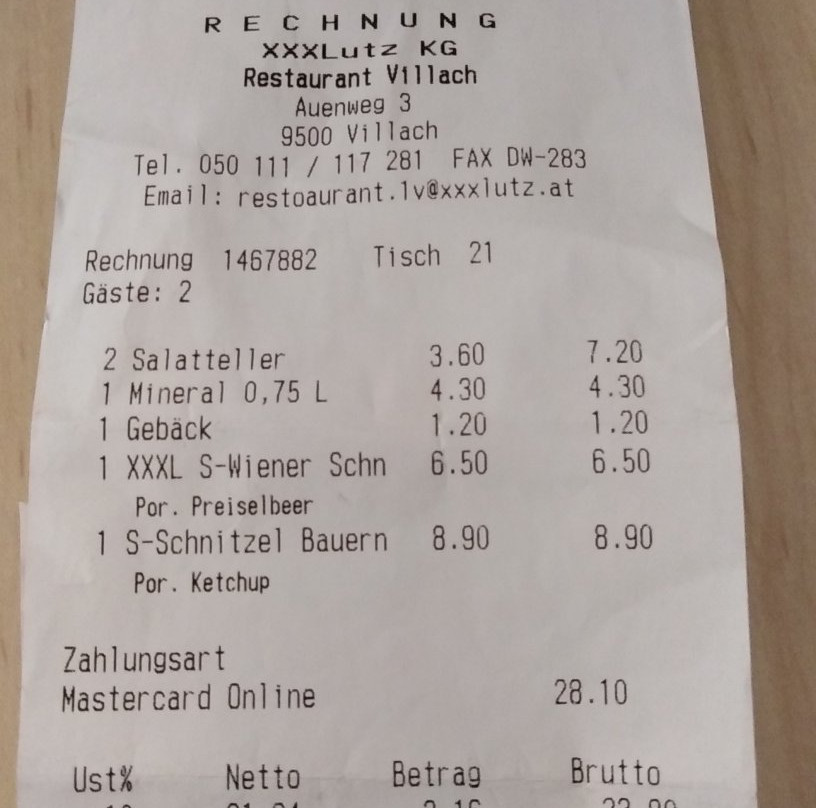 R E C H N U N G
XXXLutz KG
Restaurant Villach
Auenweg 3
9500 Villach
Tel. 050 111 / 117 281 FAX DW-283
Email: restoaurant.lv@xxxlutz.at
Rechnung 1467882 Tisch 21
Gäste: 2
2 Salatteller 3.60 7.20
1 Mineral 0,75 L 4.30 4.30
1 Gebäck 1.20 1.20
1 XXXL S-Wiener Schn 6.50 6.50
Por. Preiselbeer
1 S-Schnitzel Bauern 8.90 8.90
Por. Ketchup
Zahlungsart
Mastercard Online 28.10
Ust% Netto Betrag Brutto